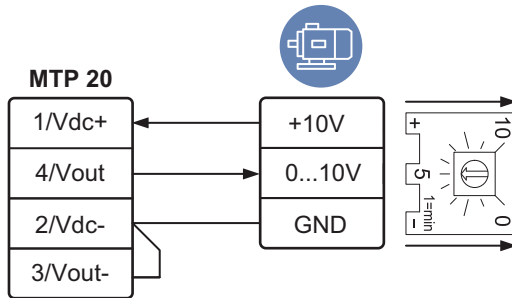 MTP 20
1/Vdc+
4/Vout
2/Vdc-
3/Vout-
+10V
0...10V
GND
+ 10
5
1=min
- 0